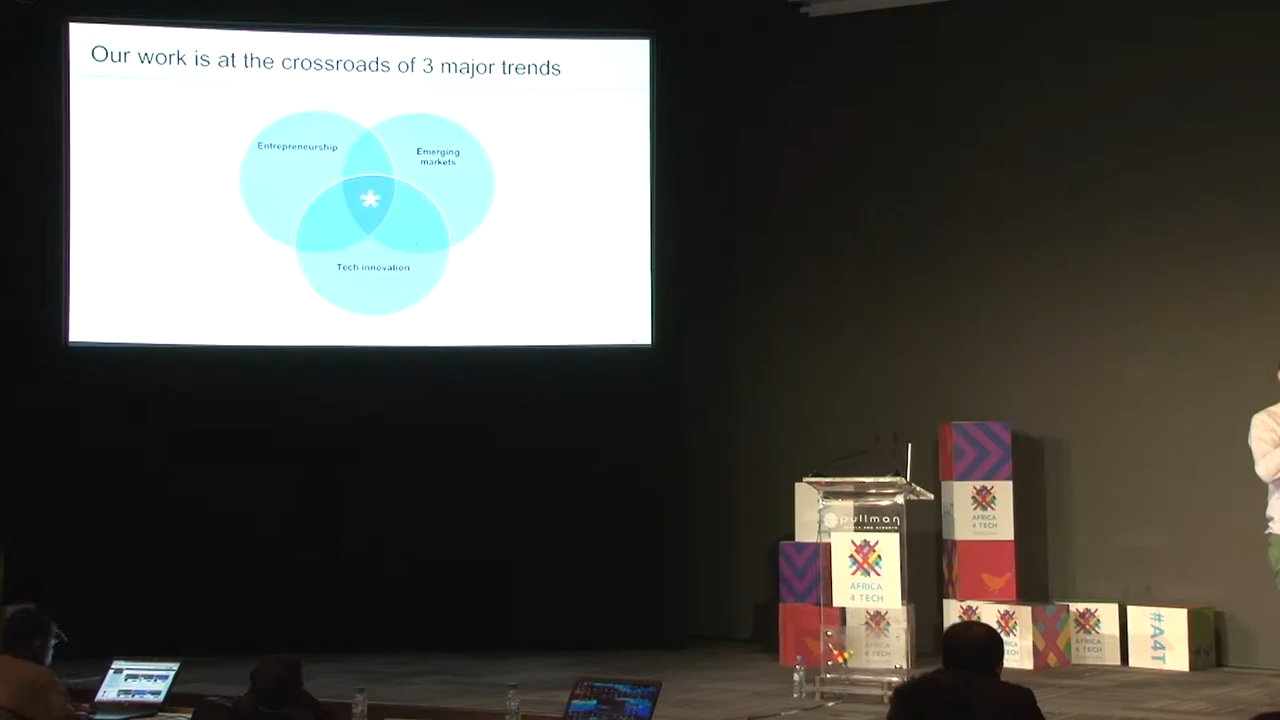 Our work is at the crossroads of 3 major trends
Entrepreneurship
Emerging
markets
Tech innovation
pullman
AFRICA
4 TECH
AFRICA
4 TECH
AFRICA
4 TECH
#A4T